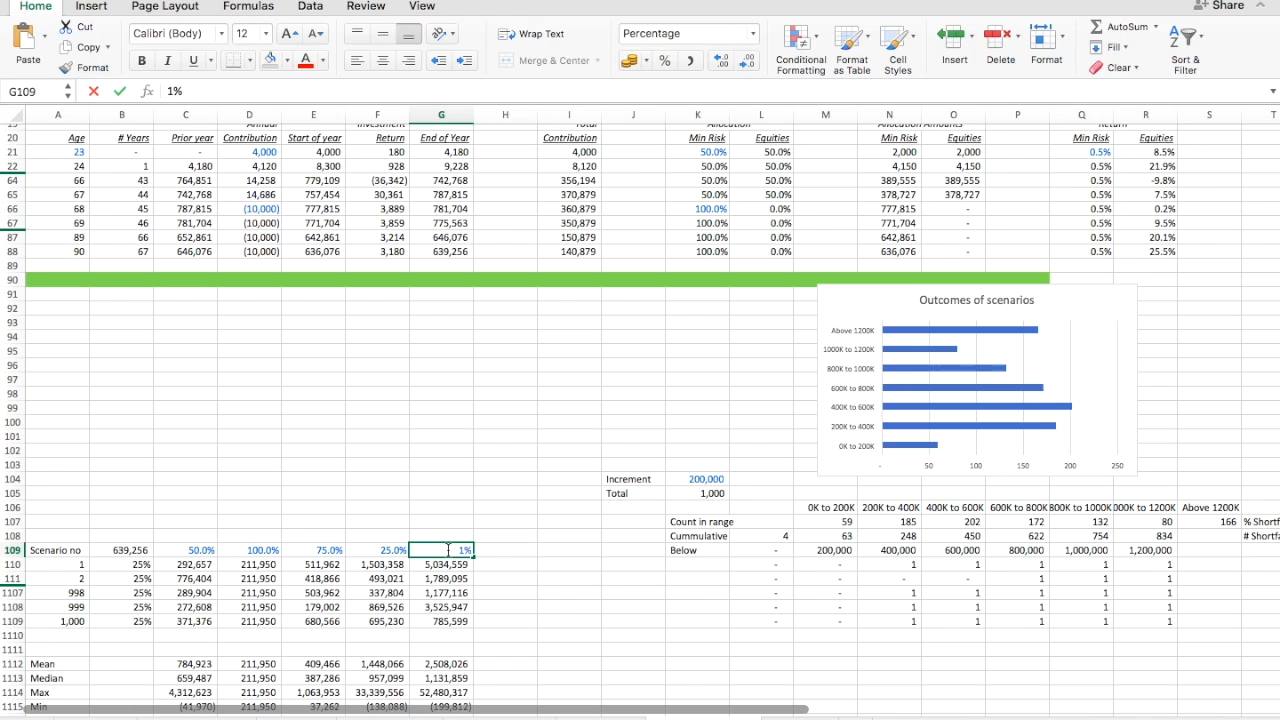 Home Insert Page Layout Formulas Data Review View Share
Cut Calibri (Body) 12 A A Wrap Text Percentage AutoSum
Copy Fill
Paste Format B I U A Merge & Center % Conditional Formatting Format as Table Cell Styles Insert Delete Format Clear Sort & Filter
G109 fx 1%
A B C D E F G H I J K L M N O P Q R S T
19 Annual Investment Total Allocation Allocation Amounts Return
20 Age # Years Prior year Contribution Start of year Return End of Year Contribution Min Risk Equities Min Risk Equities Min Risk Equities
21 23 - - 4,000 4,000 180 4,180 4,000 50.0% 50.0% 2,000 2,000 0.5% 8.5%
22 24 1 4,180 4,120 8,300 928 9,228 8,120 50.0% 50.0% 4,150 4,150 0.5% 21.9%
64 66 43 764,851 14,258 779,109 (36,342) 742,768 356,194 50.0% 50.0% 389,555 389,555 0.5% -9.8%
65 67 44 742,768 14,686 757,454 30,361 787,815 370,879 50.0% 50.0% 378,727 378,727 0.5% 7.5%
66 68 45 787,815 (10,000) 777,815 3,889 781,704 360,879 100.0% 0.0% 777,815 - 0.5% 0.2%
67 69 46 781,704 (10,000) 771,704 3,859 775,563 350,879 100.0% 0.0% 771,704 - 0.5% 9.5%
87 89 66 652,861 (10,000) 642,861 3,214 646,076 150,879 100.0% 0.0% 642,861 - 0.5% 20.1%
88 90 67 646,076 (10,000) 636,076 3,180 639,256 140,879 100.0% 0.0% 636,076 - 0.5% 25.5%
89
90
91
92 Outcomes of scenarios
93
94 Above 1200K
95 1000K to 1200K
96 800K to 1000K
97
98 600K to 800K
99 400K to 600K
100 200K to 400K
101
102 0K to 200K
103 - 50 100 150 200 250
104 Increment 200,000
105 Total 1,000
106 0K to 200K 200K to 400K 400K to 600K 600K to 800K 800K to 1000K 000K to 1200K Above 1200K
107 Count in range 59 185 202 172 132 80 166 % Shortf
108 Cummulative 4 63 248 450 622 754 834 # Shortfa
109 Scenario no 639,256 50.0% 100.0% 75.0% 25.0% 1% Below - 200,000 400,000 600,000 800,000 1,000,000 1,200,000
110 1 25% 292,657 211,950 511,962 1,503,358 5,034,559 - - 1 1 1 1 1
111 2 25% 776,404 211,950 418,866 493,021 1,789,095 - - - - 1 1 1
1107 998 25% 289,904 211,950 503,962 337,804 1,177,116 - - 1 1 1 1 1
1108 999 25% 272,608 211,950 179,002 869,526 3,525,947 - - 1 1 1 1 1
1109 1,000 25% 371,376 211,950 680,566 695,230 785,599 - - 1 1 1 1 1
1110
1111
1112 Mean 784,923 211,950 409,466 1,448,066 2,508,026
1113 Median 659,487 211,950 387,286 957,099 1,131,859
1114 Max 4,312,623 211,950 1,063,953 33,339,556 52,480,317
1115 Min (41,970) 211,950 37,262 (138,088) (199,812)